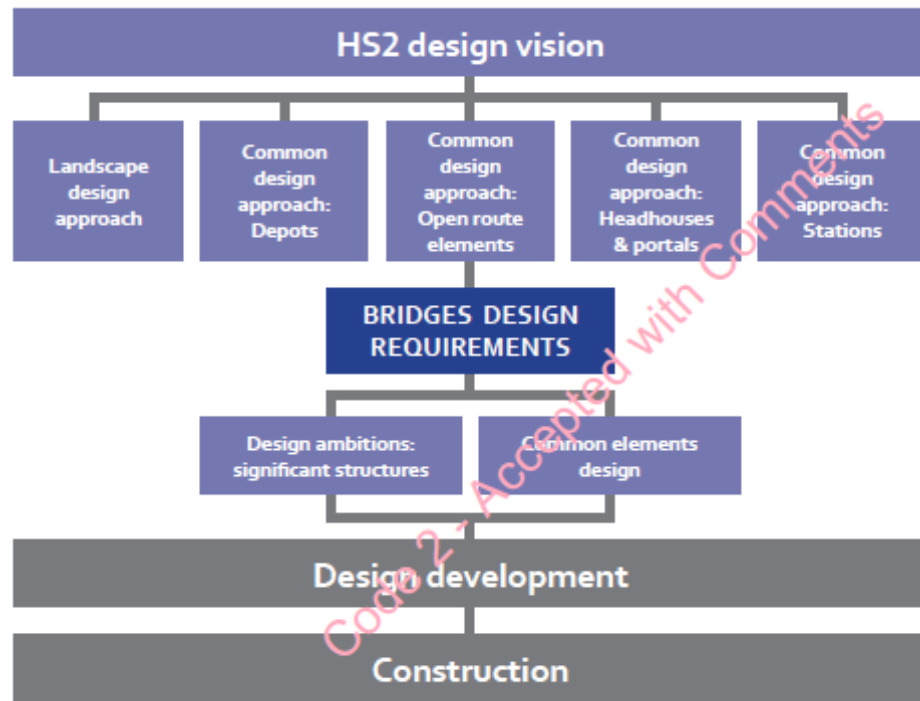 HS2 design vision
Landscape
design
approach
Common
design
approach:
Depots
Common
design
approach:
Open route
elements
Common
design
approach:
Headhouses
& portals
Common
design
approach:
Stations
BRIDGES DESIGN
REQUIREMENTS
Design ambitions:
significant structures
Common elements
design
Design development
Construction
Code 2 - Accepted with Comments